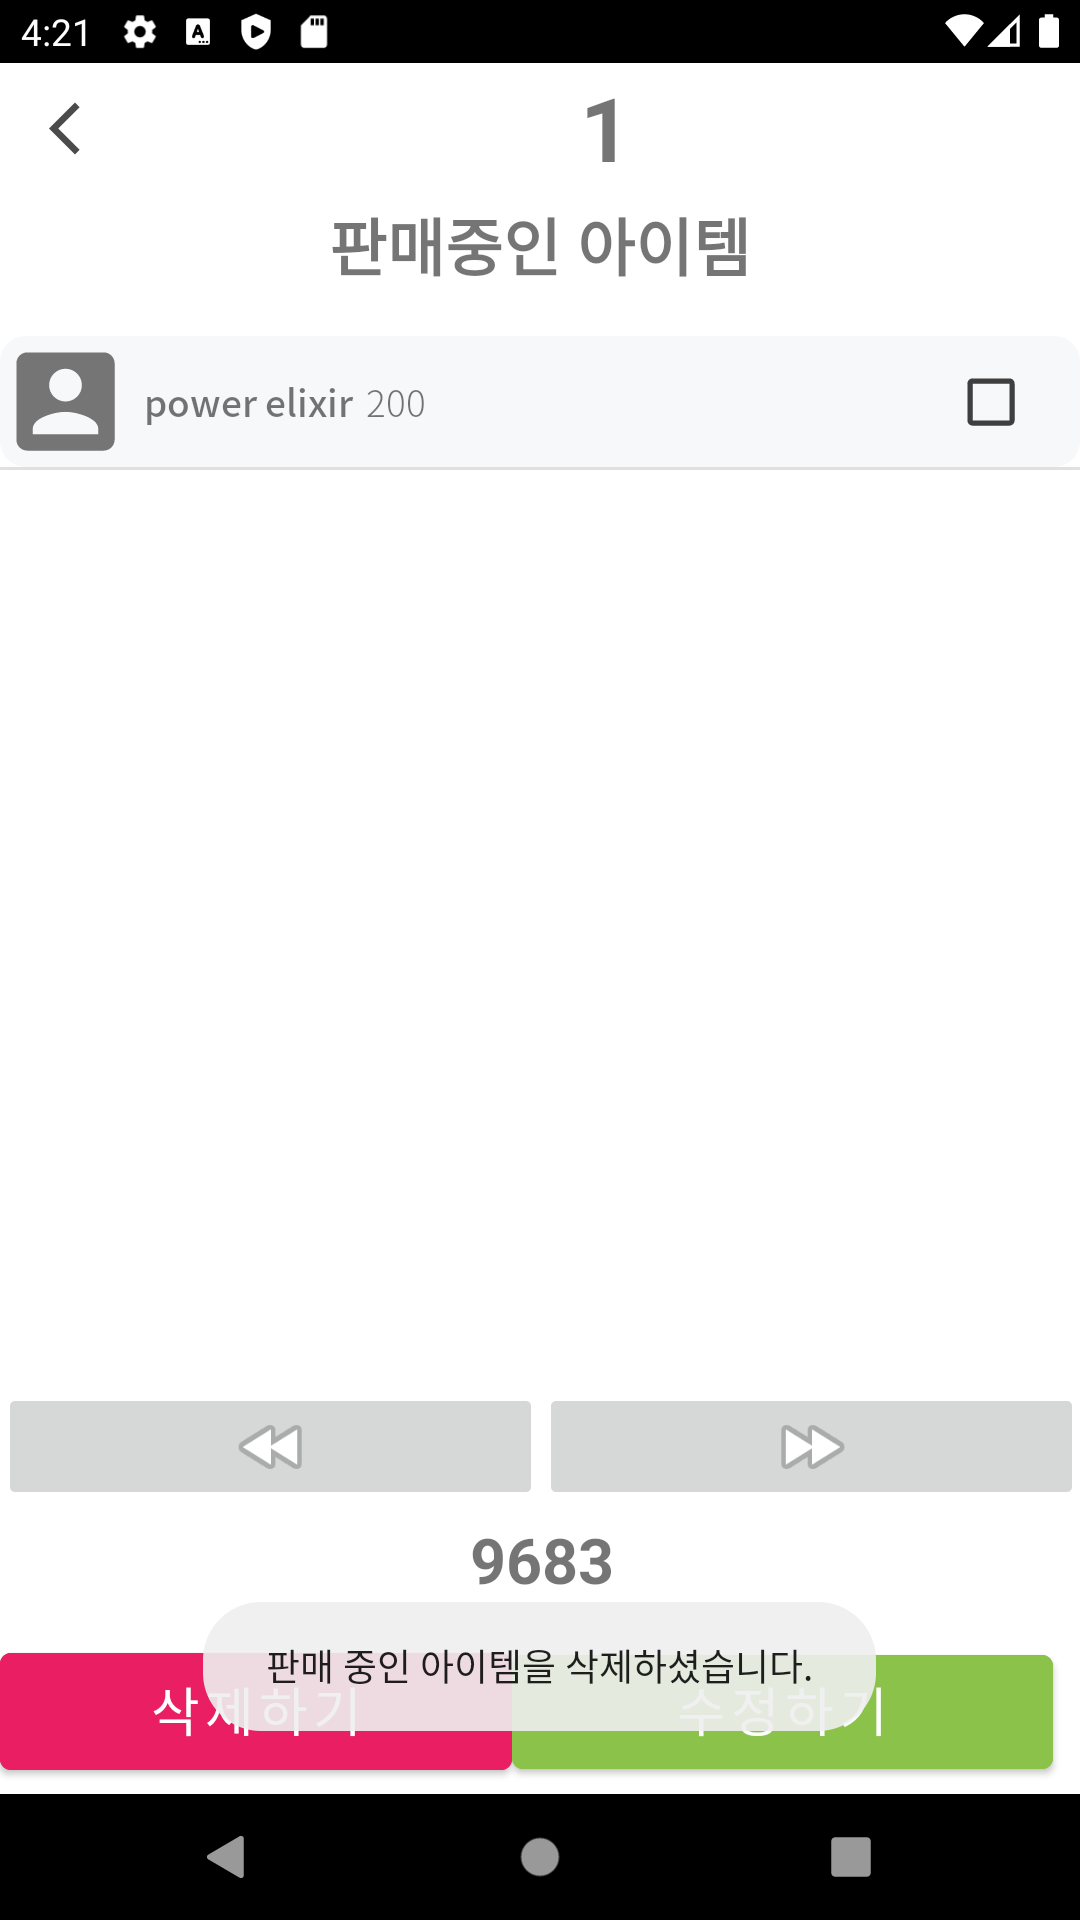 4:21
1
판매중인 아이템
power elixir 200
9683
삭제하기 수정하기
판매 중인 아이템을 삭제하셨습니다.